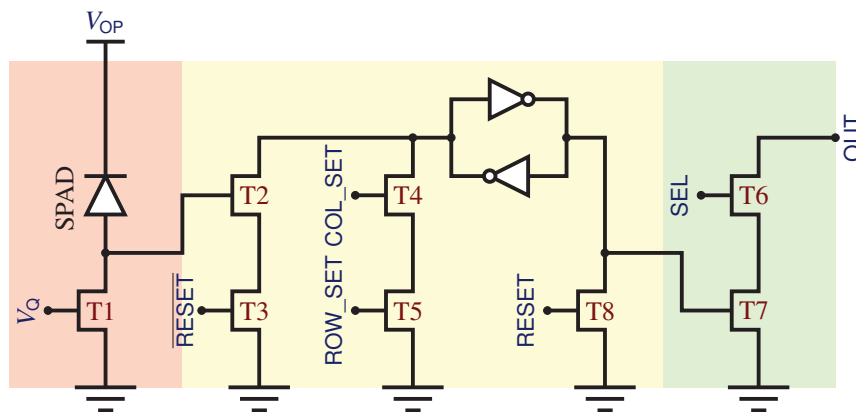 V_OP
SPAD
V_Q
T1
T2
RESET
T3
COL_SET
T4
ROW_SET
T5
RESET
T8
SEL
T6
T7
OUT